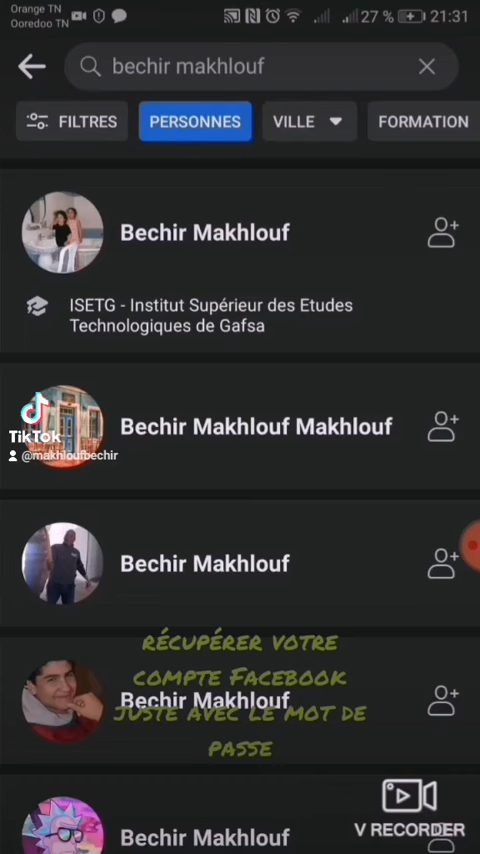 Orange TN
Ooredoo TN
27 %
21:31
bechir makhlouf
FILTRES
PERSONNES
VILLE
FORMATION
Bechir Makhlouf
ISETG - Institut Supérieur des Etudes
Technologiques de Gafsa
Bechir Makhlouf Makhlouf
TikTok
@makhloufbechir
Bechir Makhlouf
RÉCUPÉRER VOTRE
COMPTE FACEBOOK
Bechir Makhlouf
JUSTE AVEC LE MOT DE
PASSE
V RECORDER
Bechir Makhlouf